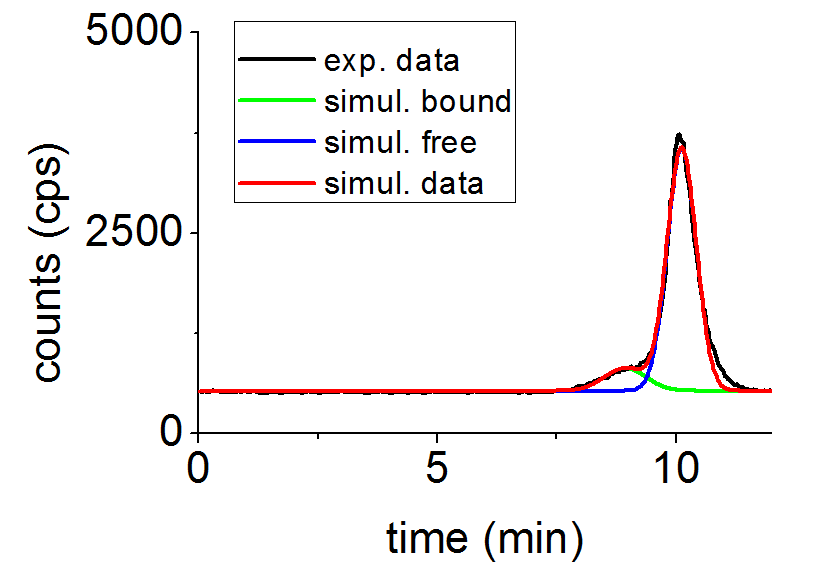 5000
exp. data
simul. bound
simul. free
simul. data
2500
counts (cps)
0
0 5 10
time (min)